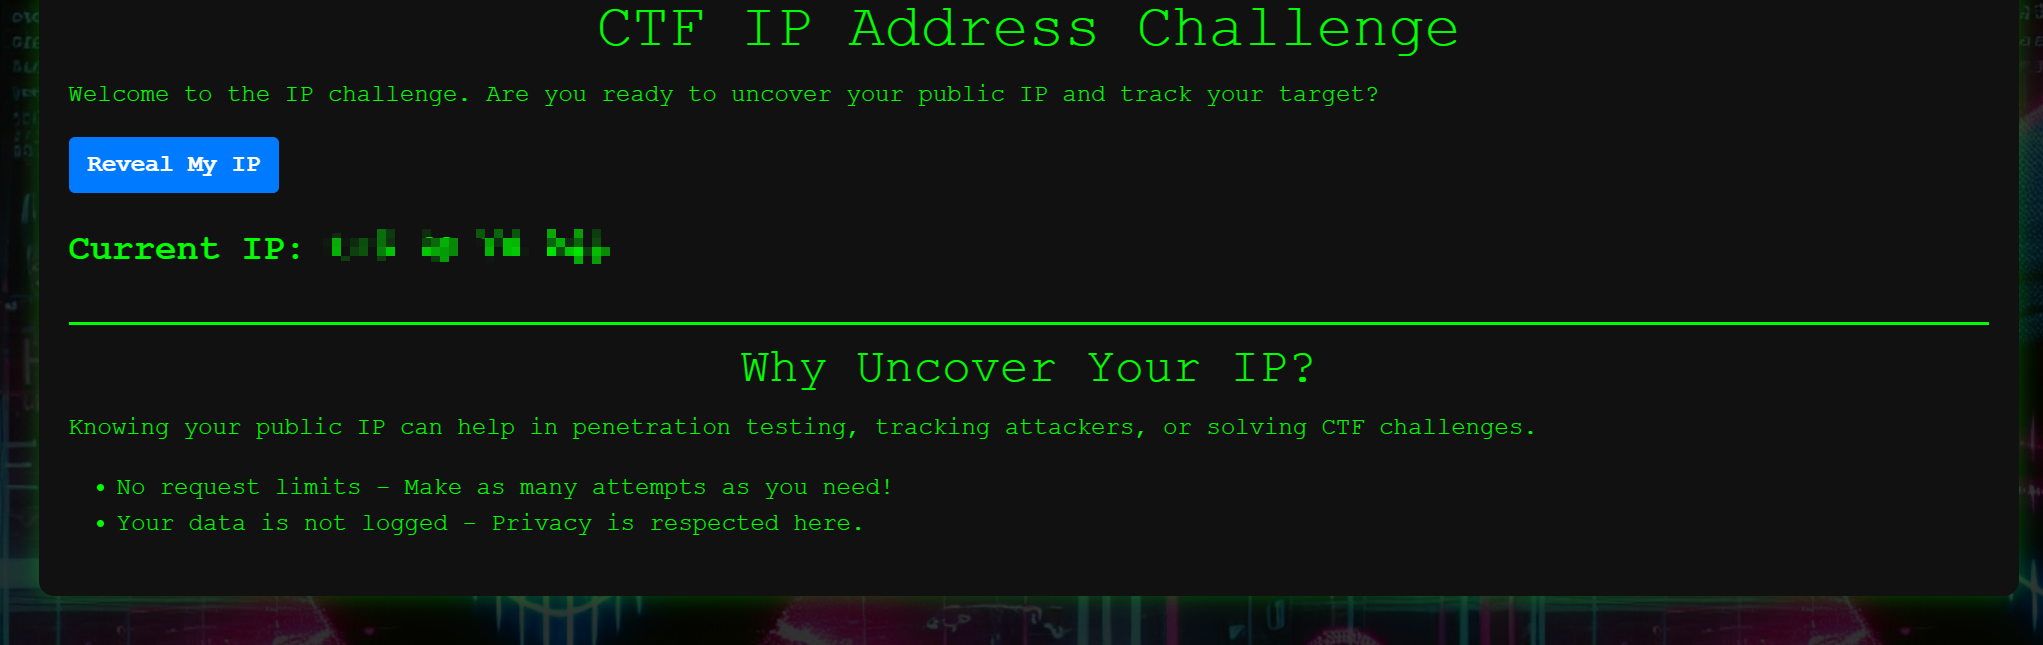 CTF IP Address Challenge
Welcome to the IP challenge. Are you ready to uncover your public IP and track your target?
Reveal My IP
Current IP:
Why Uncover Your IP?
Knowing your public IP can help in penetration testing, tracking attackers, or solving CTF challenges.
• No request limits – Make as many attempts as you need!
• Your data is not logged – Privacy is respected here.